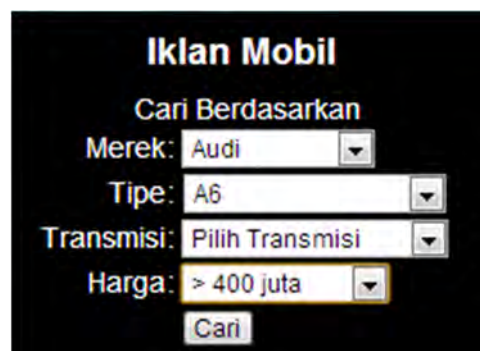 Iklan Mobil
Cari Berdasarkan
Merek: Audi
Tipe: A6
Transmisi: Pilih Transmisi
Harga: > 400 juta
Cari